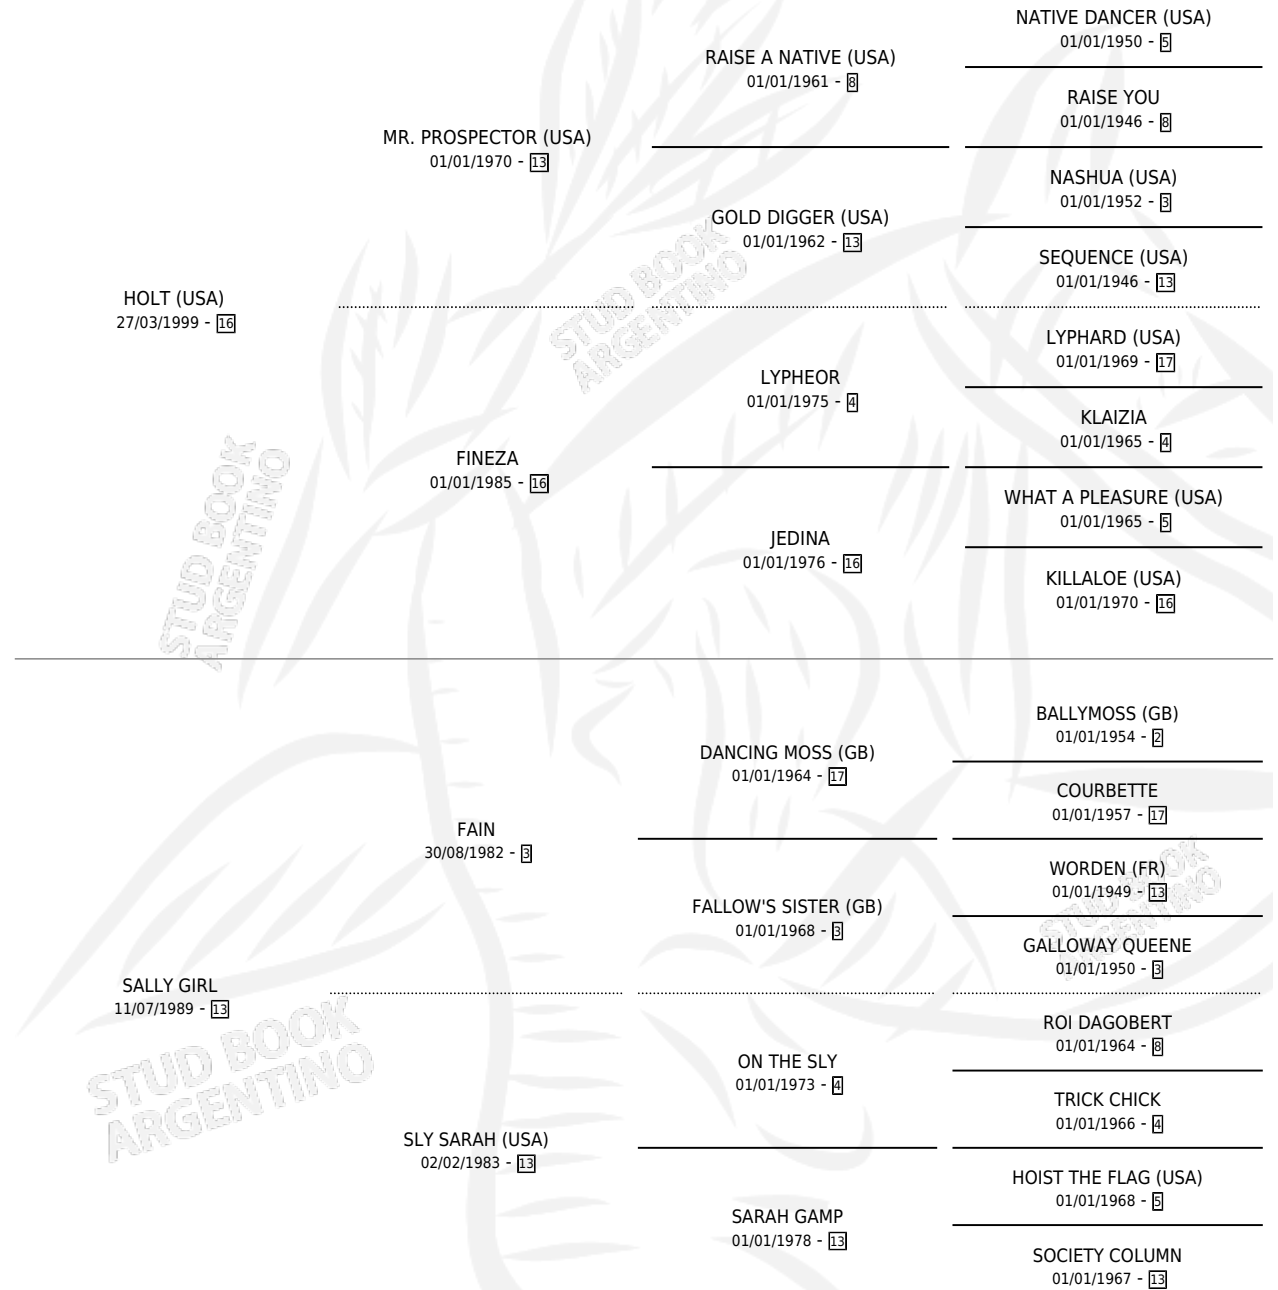 NATIVE DANCER (USA)
01/01/1950 - 5
RAISE A NATIVE (USA)
01/01/1961 - 8
RAISE YOU
01/01/1946 - 8
MR. PROSPECTOR (USA)
01/01/1970 - 13
NASHUA (USA)
01/01/1952 - 3
GOLD DIGGER (USA)
01/01/1962 - 13
SEQUENCE (USA)
01/01/1946 - 13
HOLT (USA)
27/03/1999 - 16
LYPHARD (USA)
01/01/1969 - 17
LYPHEOR
01/01/1975 - 4
KLAIZIA
01/01/1965 - 4
FINEZA
01/01/1985 - 16
WHAT A PLEASURE (USA)
01/01/1965 - 5
JEDINA
01/01/1976 - 16
KILLALOE (USA)
01/01/1970 - 16
STUD BOOK
ARGENTINO
STUD BOOK
ARGENTINO
BALLYMOSS (GB)
01/01/1954 - 2
DANCING MOSS (GB)
01/01/1964 - 17
COURBETTE
01/01/1957 - 17
FAIN
30/08/1982 - 3
WORDEN (FR)
01/01/1949 - 13
FALLOW'S SISTER (GB)
01/01/1968 - 3
GALLOWAY QUEENE
01/01/1950 - 3
SALLY GIRL
11/07/1989 - 13
ROI DAGOBERT
01/01/1964 - 8
ON THE SLY
01/01/1973 - 4
TRICK CHICK
01/01/1966 - 4
SLY SARAH (USA)
02/02/1983 - 13
HOIST THE FLAG (USA)
01/01/1968 - 5
SARAH GAMP
01/01/1978 - 13
SOCIETY COLUMN
01/01/1967 - 13
STUD BOOK
ARGENTINO
STUD BOOK
ARGENTINO